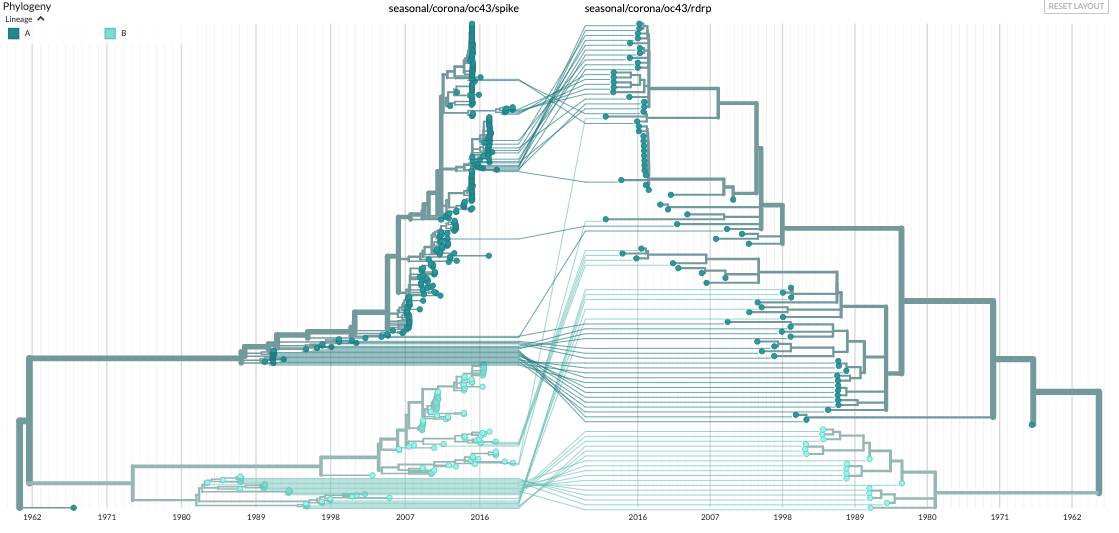 Phylogeny
seasonal/corona/oc43/spike
seasonal/corona/oc43/rdrp
RESET LAYOUT
Lineage
A
B
1962 1971 1980 1989 1998 2007 2016
2016 2007 1998 1989 1980 1971 1962